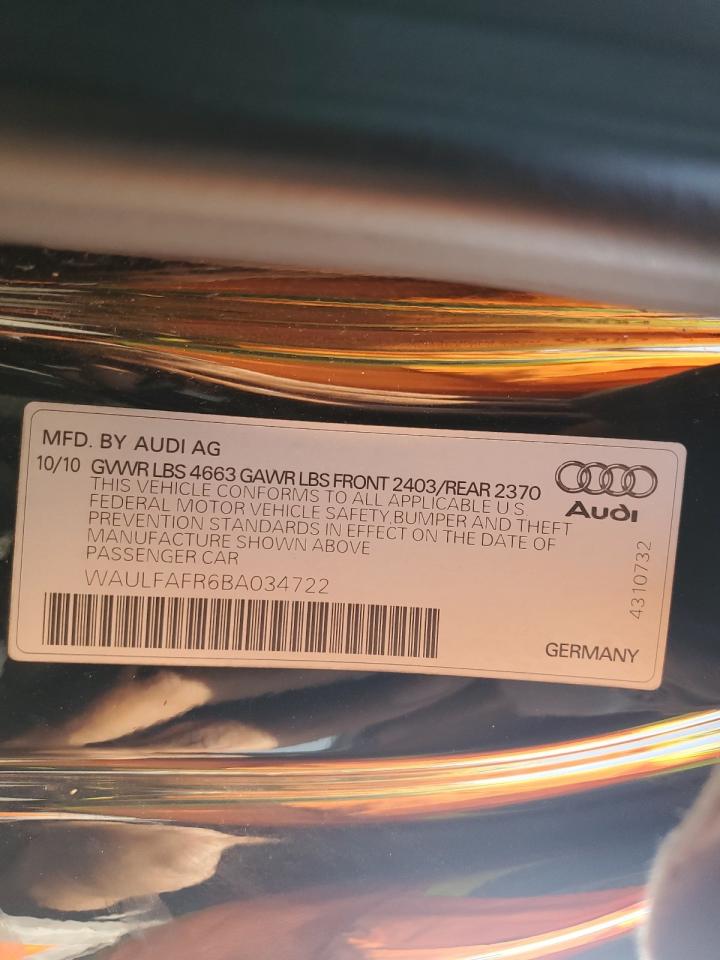 MFD. BY AUDI AG
10/10 GVWR LBS 4663 GAWR LBS FRONT 2403/REAR 2370
THIS VEHICLE CONFORMS TO ALL APPLICABLE U.S.
FEDERAL MOTOR VEHICLE SAFETY,BUMPER AND THEFT
PREVENTION STANDARDS IN EFFECT ON THE DATE OF
MANUFACTURE SHOWN ABOVE
PASSENGER CAR
WAULFAFR6BA034722
Audi
4310732
GERMANY